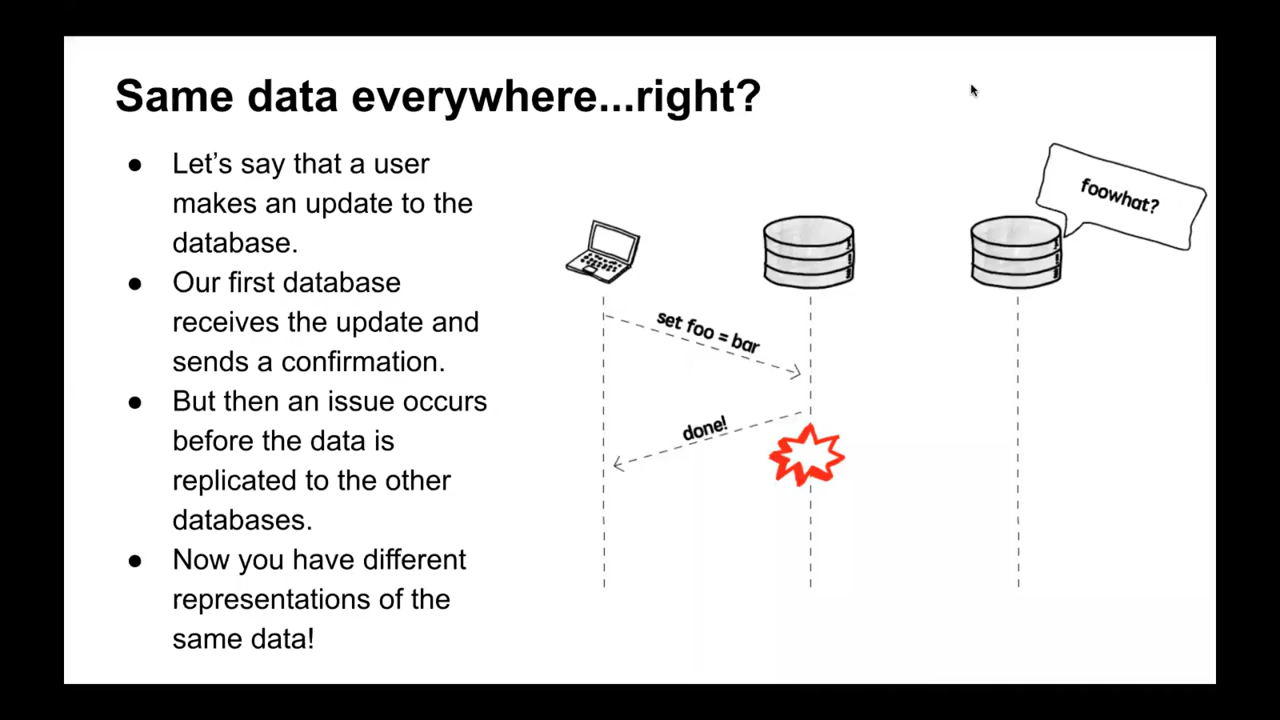 Same data everywhere...right?
● Let’s say that a user
makes an update to the
database.
● Our first database
receives the update and
sends a confirmation.
● But then an issue occurs
before the data is
replicated to the other
databases.
● Now you have different
representations of the
same data!
foowhat?
set foo = bar
done!